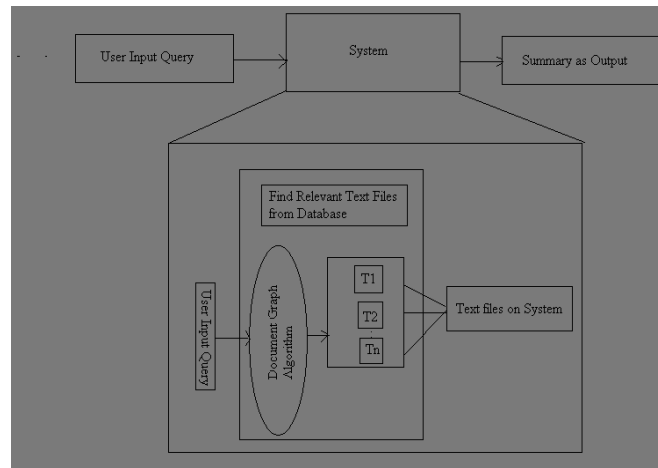 User Input Query
System
Summary as Output
Find Relevant Text Files
from Database
User Input Query
Document Graph
Algorithm
T1
T2
Tn
Text files on System